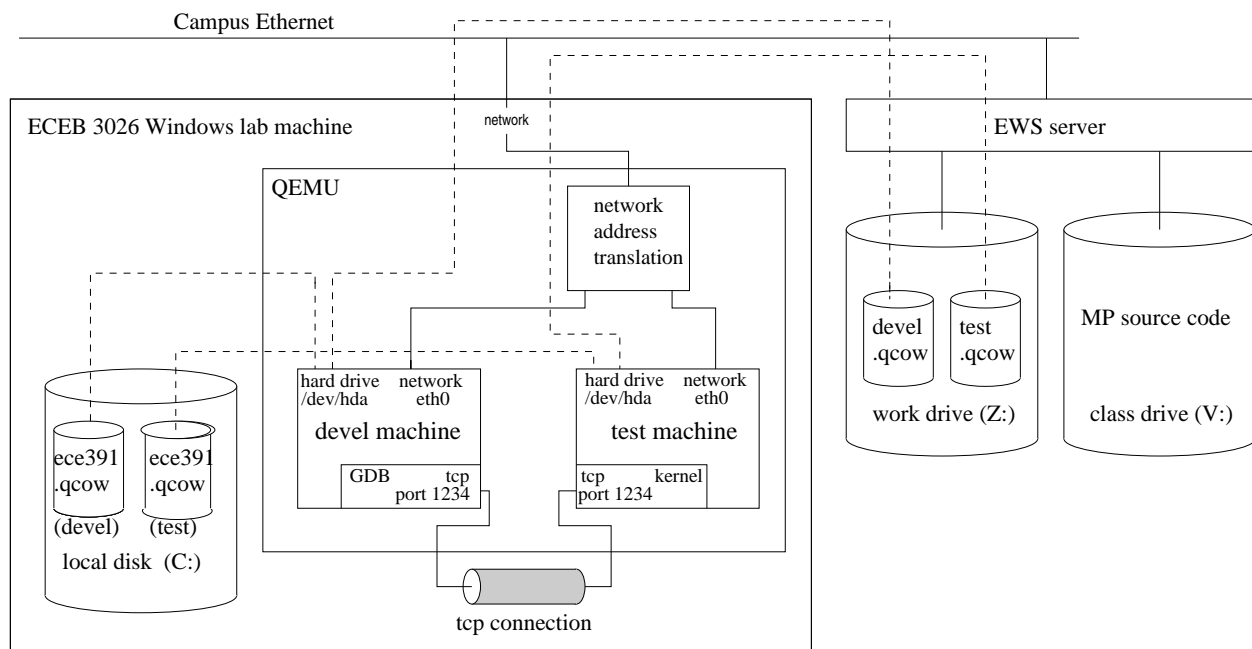 Campus Ethernet
ECEB 3026 Windows lab machine
network
EWS server
QEMU
network
address
translation
devel
.qcow
test
.qcow
MP source code
work drive (Z:)
class drive (V:)
hard drive
/dev/hda
network
eth0
devel machine
GDB
tcp
port 1234
hard drive
/dev/hda
network
eth0
test machine
tcp
port 1234
kernel
ece391
.qcow
(devel)
ece391
.qcow
(test)
local disk (C:)
tcp connection